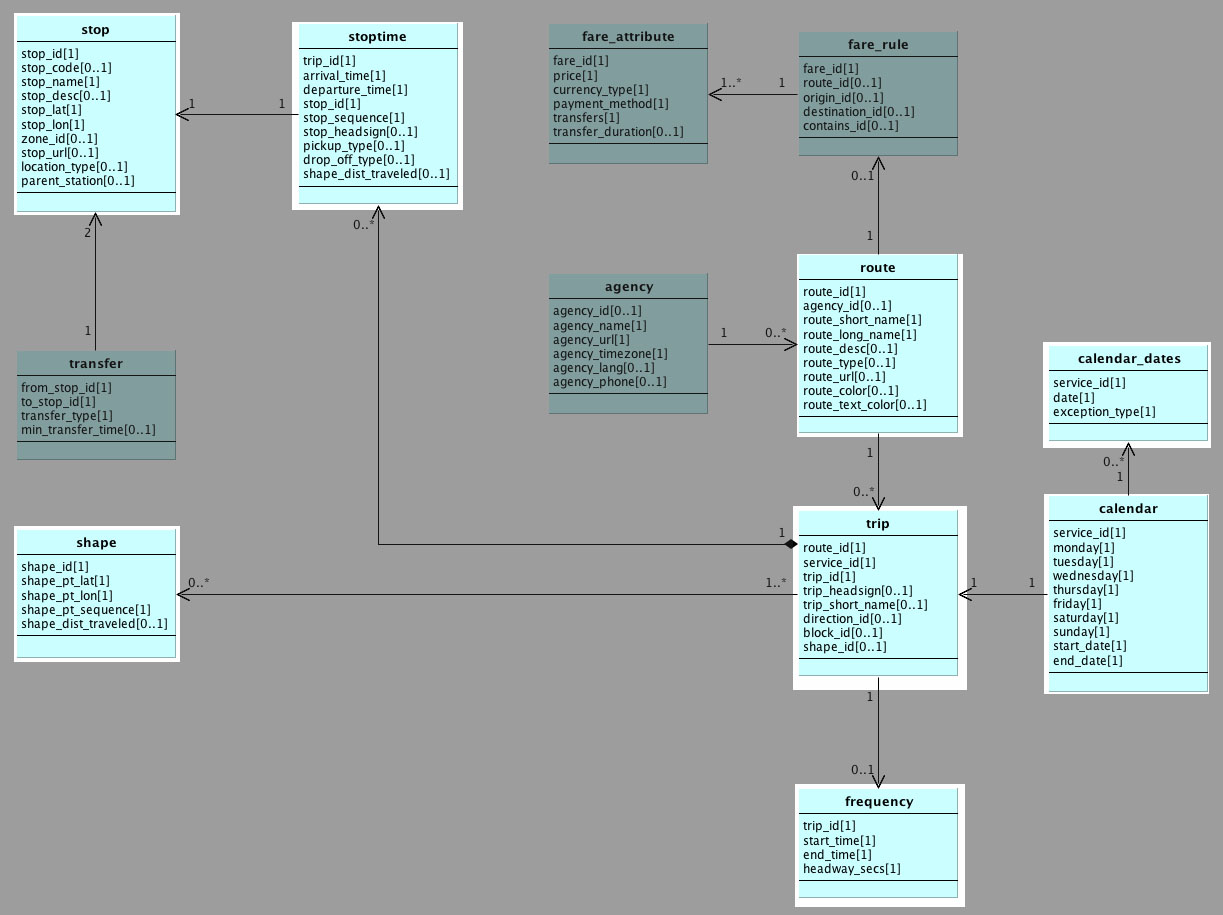 stop
stop_id[1]
stop_code[0..1]
stop_name[1]
stop_desc[0..1]
stop_lat[1]
stop_lon[1]
zone_id[0..1]
stop_url[0..1]
location_type[0..1]
parent_station[0..1]
stoptime
trip_id[1]
arrival_time[1]
departure_time[1]
stop_id[1]
stop_sequence[1]
stop_headsign[0..1]
pickup_type[0..1]
drop_off_type[0..1]
shape_dist_traveled[0..1]
fare_attribute
fare_id[1]
price[1]
currency_type[1]
payment_method[1]
transfers[1]
transfer_duration[0..1]
fare_rule
fare_id[1]
route_id[0..1]
origin_id[0..1]
destination_id[0..1]
contains_id[0..1]
1
1
1..*
1
0..1
1
2
1
0..*
transfer
from_stop_id[1]
to_stop_id[1]
transfer_type[1]
min_transfer_time[0..1]
agency
agency_id[0..1]
agency_name[1]
agency_url[1]
agency_timezone[1]
agency_lang[0..1]
agency_phone[0..1]
1
0..*
route
route_id[1]
agency_id[0..1]
route_short_name[1]
route_long_name[1]
route_desc[0..1]
route_type[0..1]
route_url[0..1]
route_color[0..1]
route_text_color[0..1]
calendar_dates
service_id[1]
date[1]
exception_type[1]
0..*
1
1
0..*
shape
shape_id[1]
shape_pt_lat[1]
shape_pt_lon[1]
shape_pt_sequence[1]
shape_dist_traveled[0..1]
0..*
1
1..*
trip
route_id[1]
service_id[1]
trip_id[1]
trip_headsign[0..1]
trip_short_name[0..1]
direction_id[0..1]
block_id[0..1]
shape_id[0..1]
1
1
calendar
service_id[1]
monday[1]
tuesday[1]
wednesday[1]
thursday[1]
friday[1]
saturday[1]
sunday[1]
start_date[1]
end_date[1]
1
0..1
frequency
trip_id[1]
start_time[1]
end_time[1]
headway_secs[1]